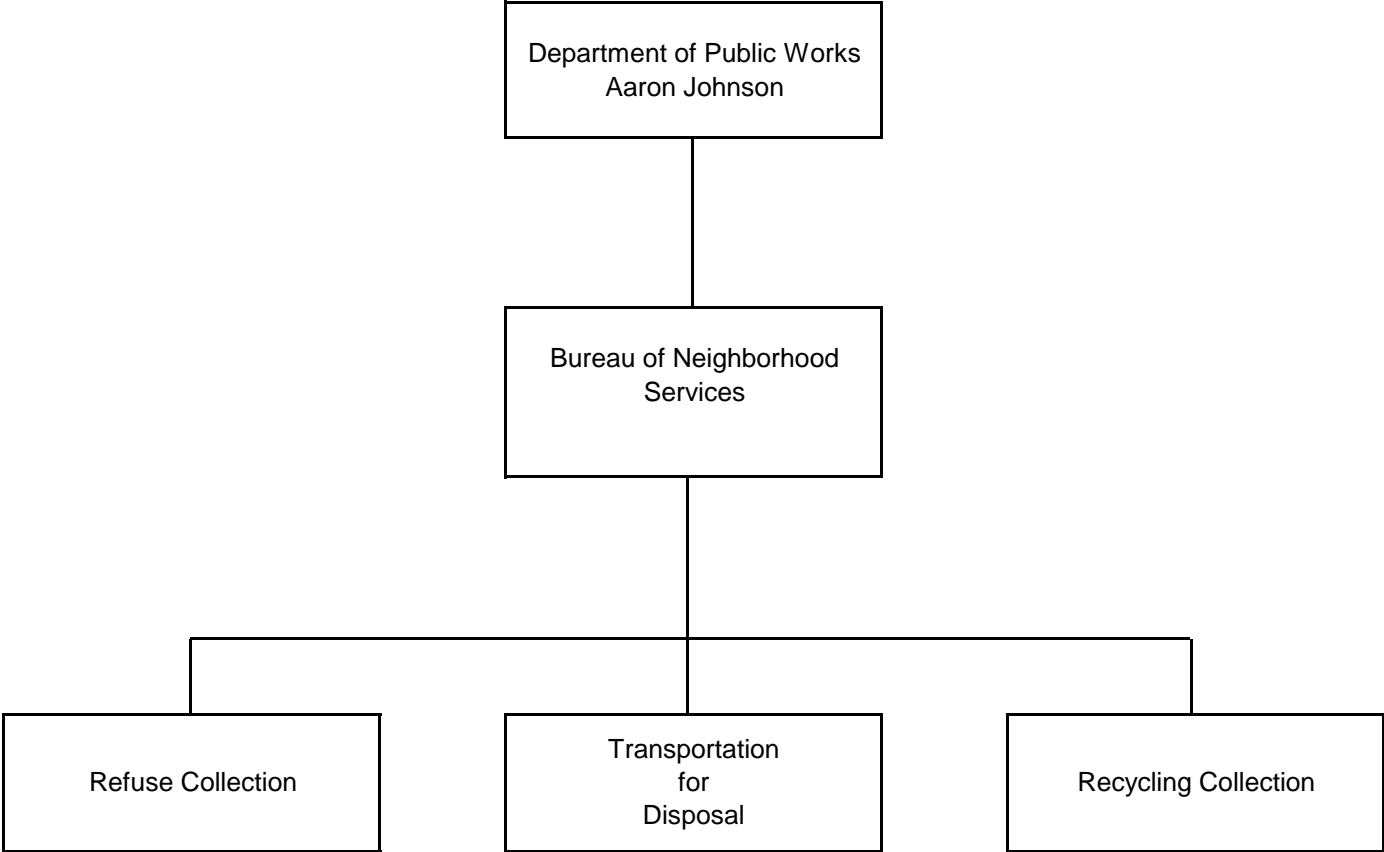 Department of Public Works
Aaron Johnson
Bureau of Neighborhood
Services
Refuse Collection
Transportation
for
Disposal
Recycling Collection